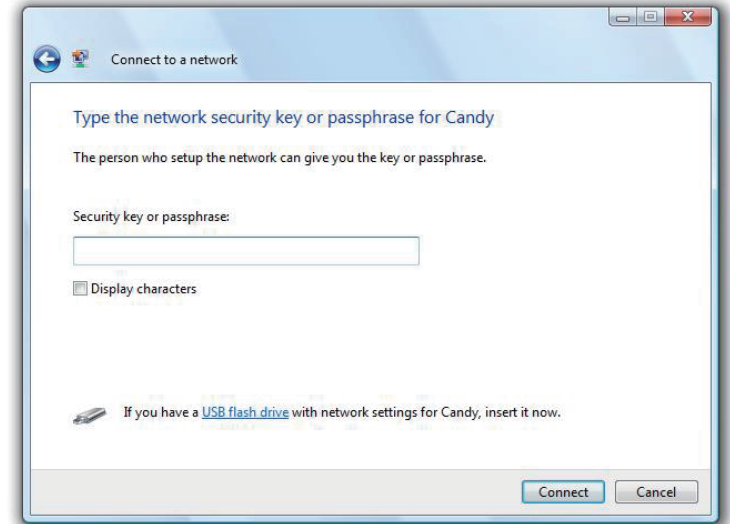 Connect to a network
Type the network security key or passphrase for Candy
The person who setup the network can give you the key or passphrase.
Security key or passphrase:
Display characters
If you have a USB flash drive with network settings for Candy, insert it now.
Connect Cancel